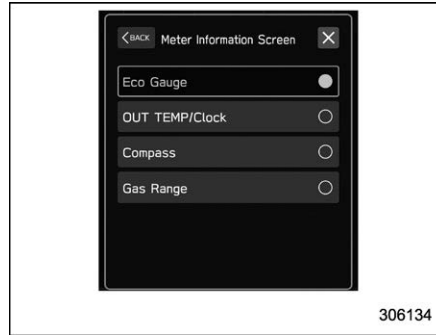 BACK Meter Information Screen
Eco Gauge
OUT TEMP/Clock
Compass
Gas Range
306134